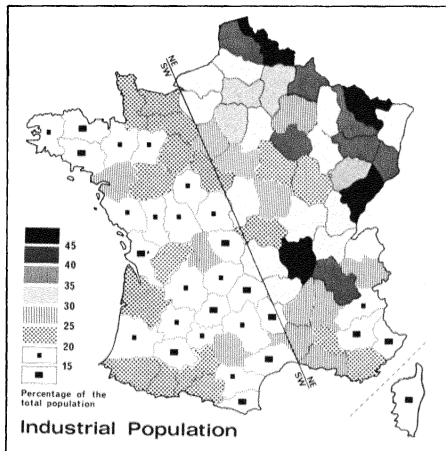 NE
SW
45
40
35
30
25
20
15
NE
SW
Percentage of the
total population
Industrial Population